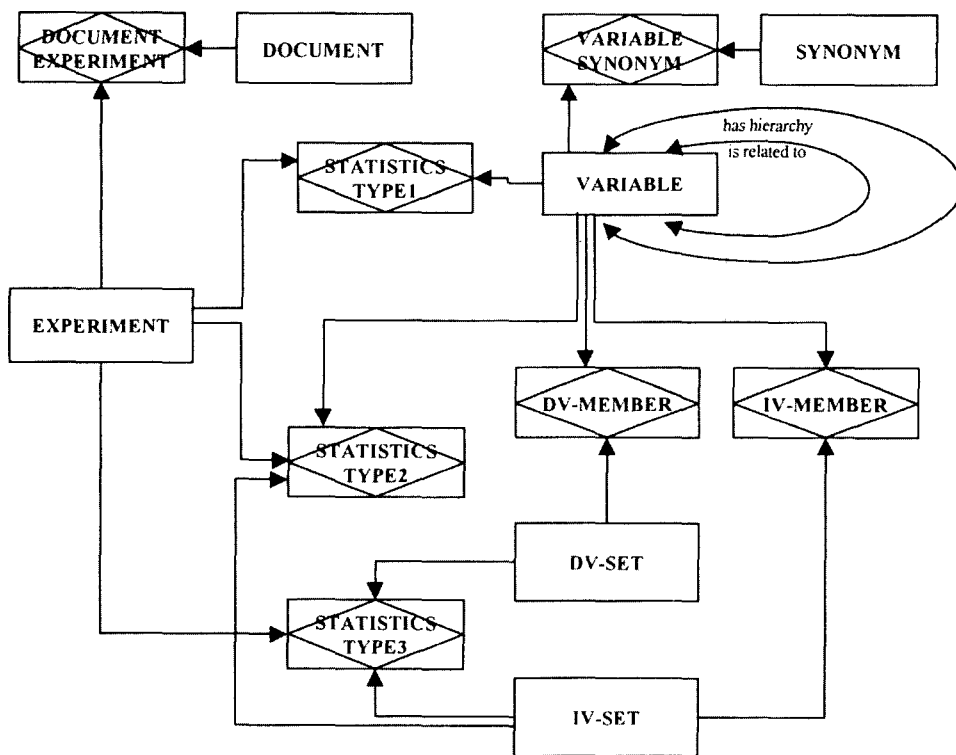 DOCUMENT
EXPERIMENT
DOCUMENT
VARIABLE
SYNONYM
SYNONYM
has hierarchy
is related to
STATISTICS
TYPE1
VARIABLE
EXPERIMENT
DV-MEMBER
IV-MEMBER
STATISTICS
TYPE2
DV-SET
STATISTICS
TYPE3
IV-SET